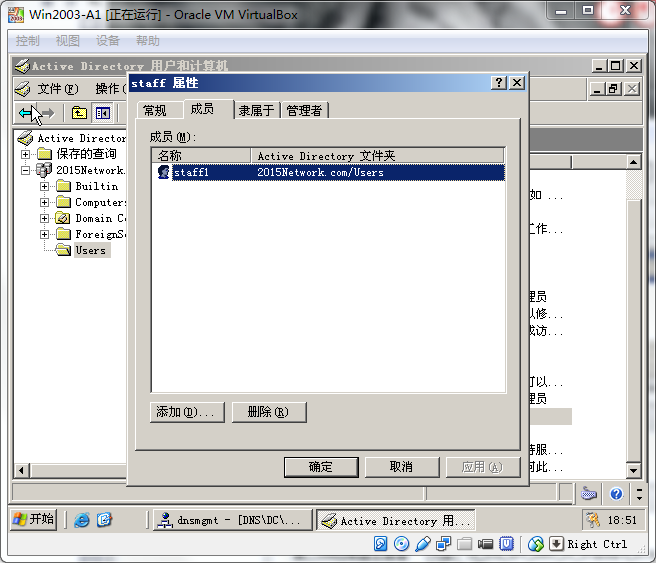 Win2003-A1 [正在运行] - Oracle VM VirtualBox
控制 视图 设备 帮助
Active Directory 用户和计算机
文件(F) 操作(
staff 属性
常规 成员 隶属于 管理者
成员(M):
名称 Active Directory 文件夹
staff1 2015Network.com/Users
添加(D)... 删除(R)
确定 取消 应用(A)
Active Director
保存的查询
2015Network.
Builtin
Computers
Domain Co
ForeignSe
Users
如 ...
工作...
理员
以修...
或访...
可以...
理员
持服...
何此...
开始 dnsmgmt - [DNS\DC\... Active Directory 用... 18:51
Right Ctrl